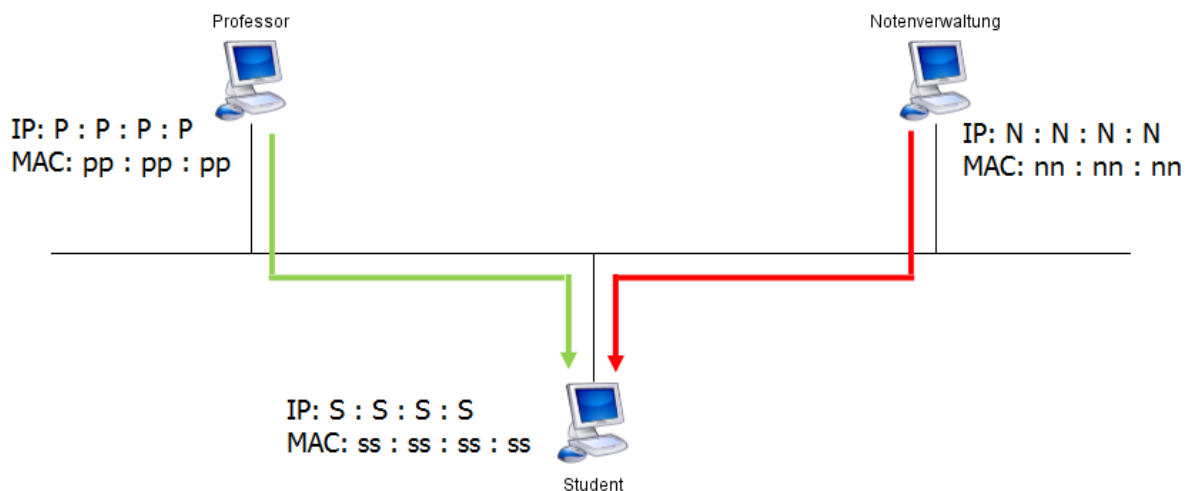 Professor
Notenverwaltung
IP: P : P : P : P
MAC: pp : pp : pp
IP: N : N : N : N
MAC: nn : nn : nn
IP: S : S : S : S
MAC: ss : ss : ss : ss
Student